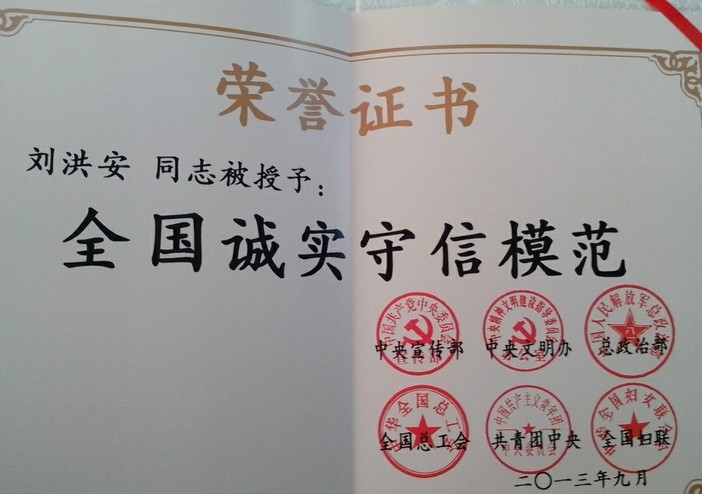 荣誉证书
刘洪安 同志被授予：
全国诚实守信模范
中央宣传部 中央文明办 总政治部
全国总工会 共青团中央 全国妇联
二〇一三年九月